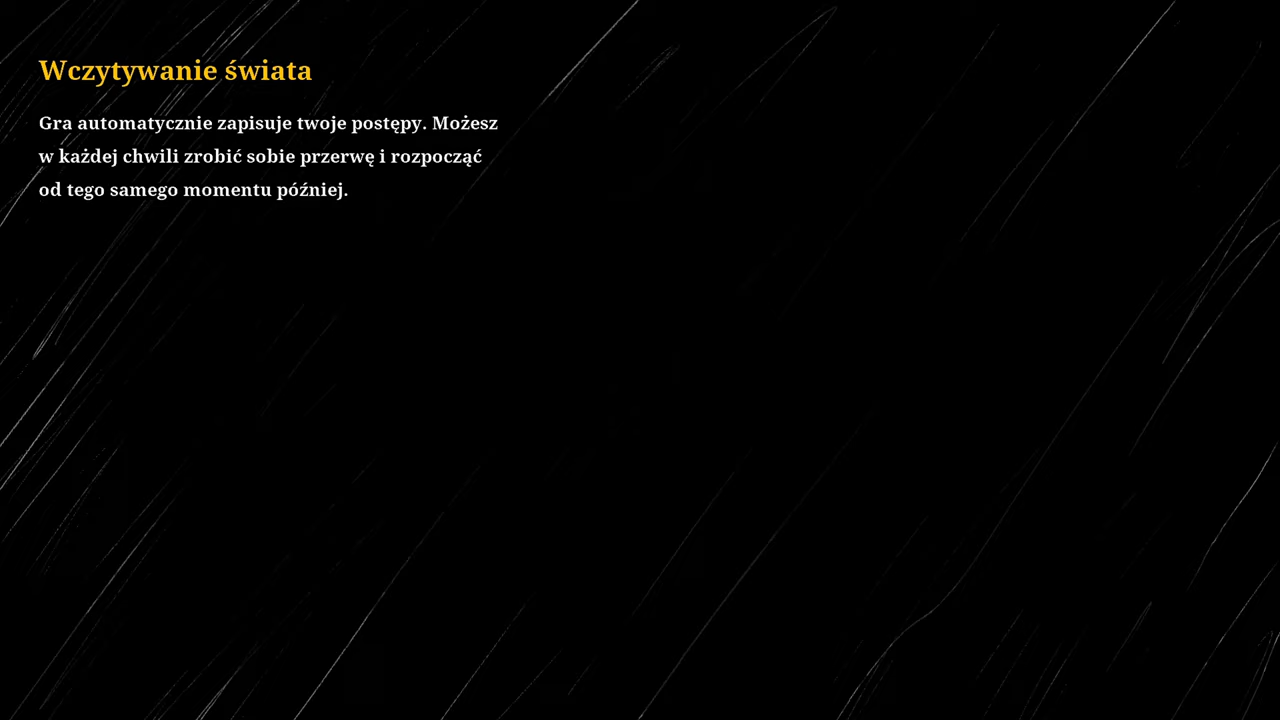 Wczytywanie świata
Gra automatycznie zapisuje twoje postępy. Możesz
w każdej chwili zrobić sobie przerwę i rozpocząć
od tego samego momentu później.